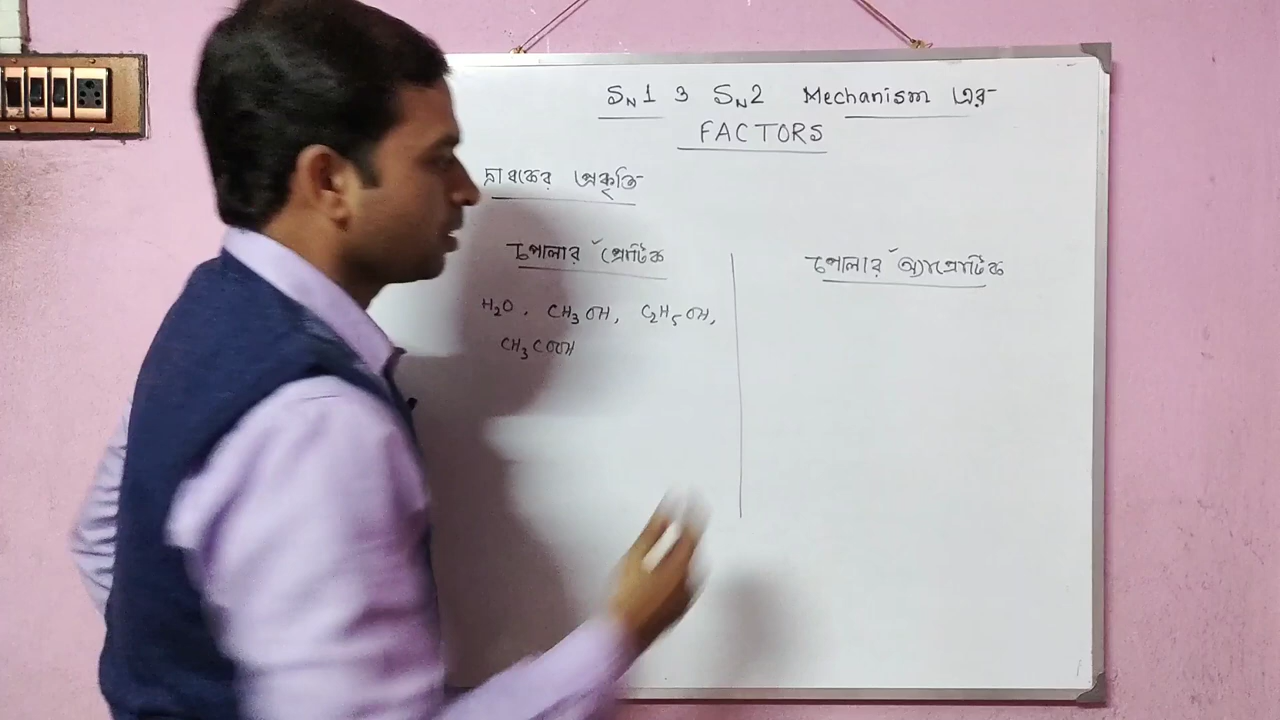 SN1 ও SN2 Mechanism এর
FACTORS
দ্রাবকের প্রকৃতি
পোলার প্রোটিক
H2O, CH3OH, C2H5OH,
CH3COOH
পোলার অ্যাপ্রোটিক